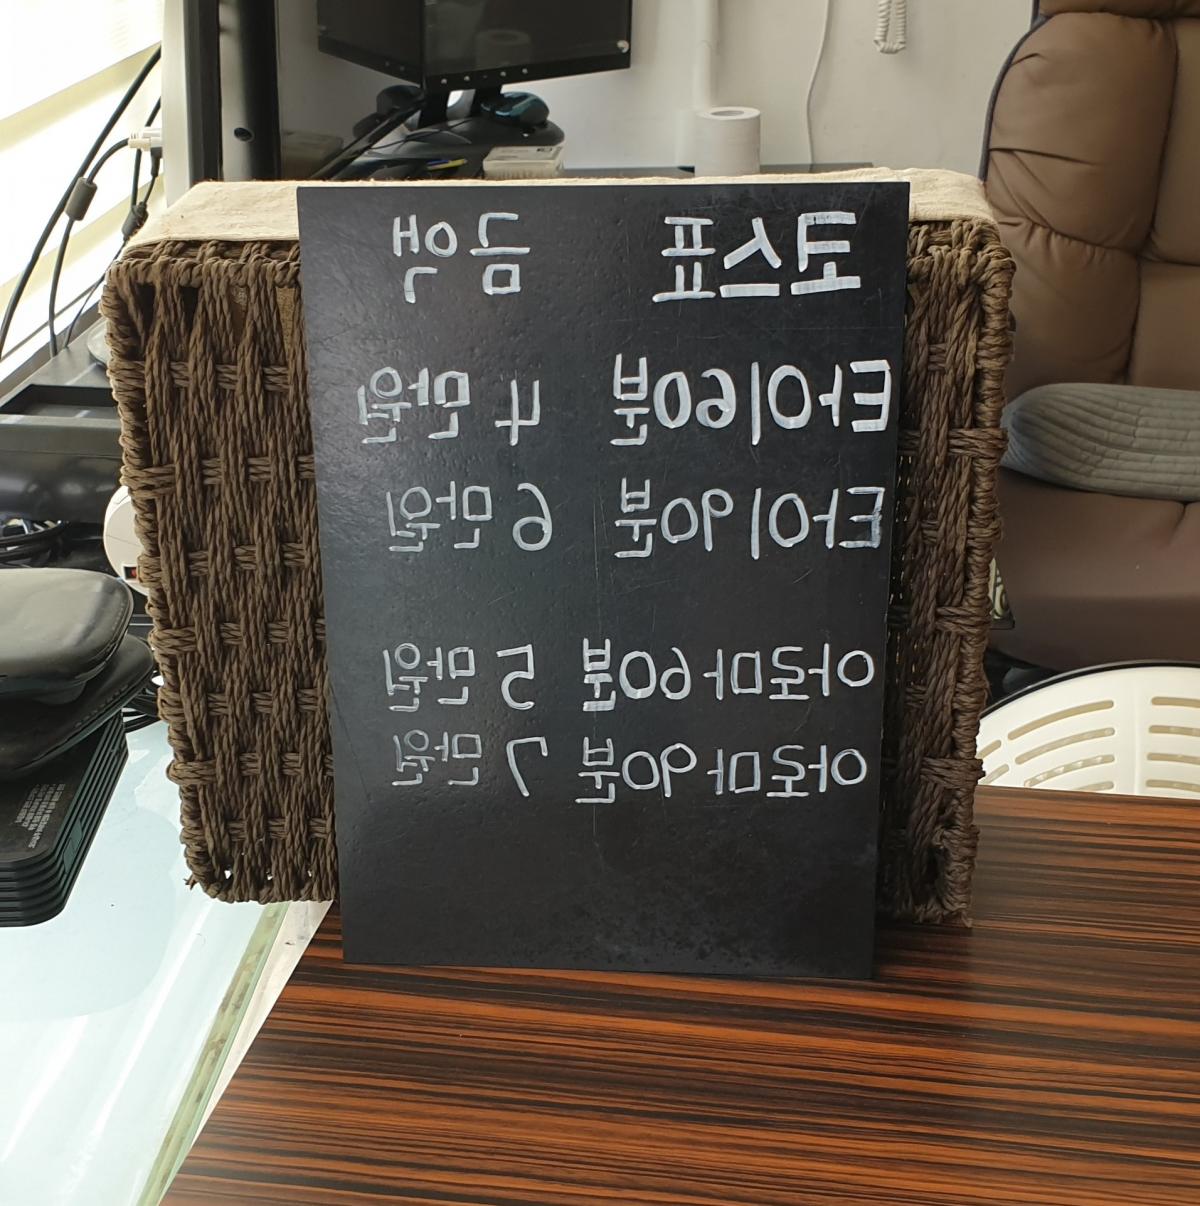 코스표 금액
타이60분 4만원
타이90분 6만원
아로마60분 5만원
아로마90분 7만원